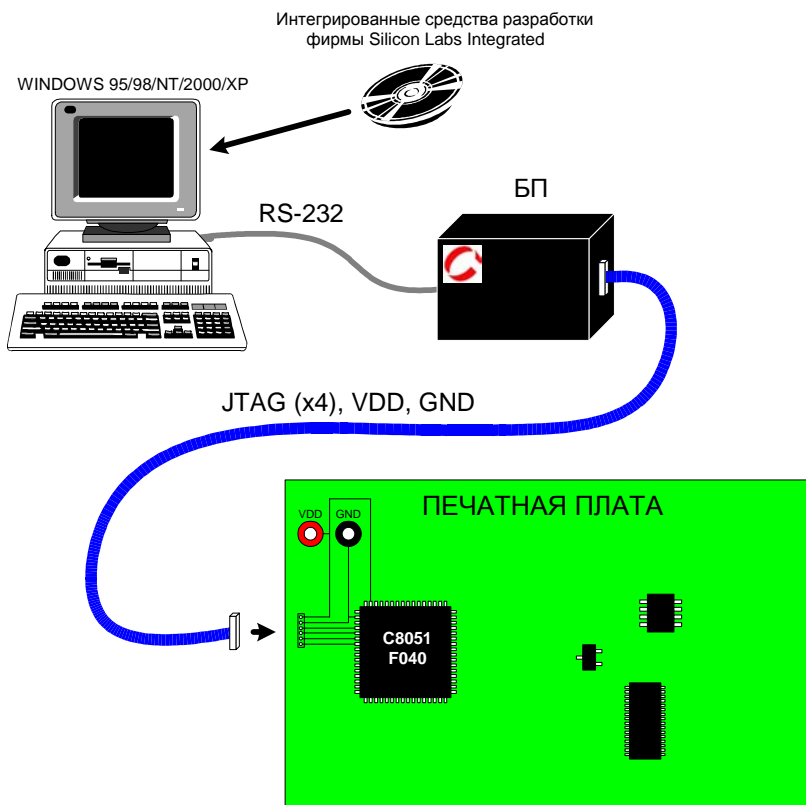 Интегрированные средства разработки
фирмы Silicon Labs Integrated
WINDOWS 95/98/NT/2000/XP
БП
RS-232
JTAG (x4), VDD, GND
ПЕЧАТНАЯ ПЛАТА
VDD
GND
C8051
F040